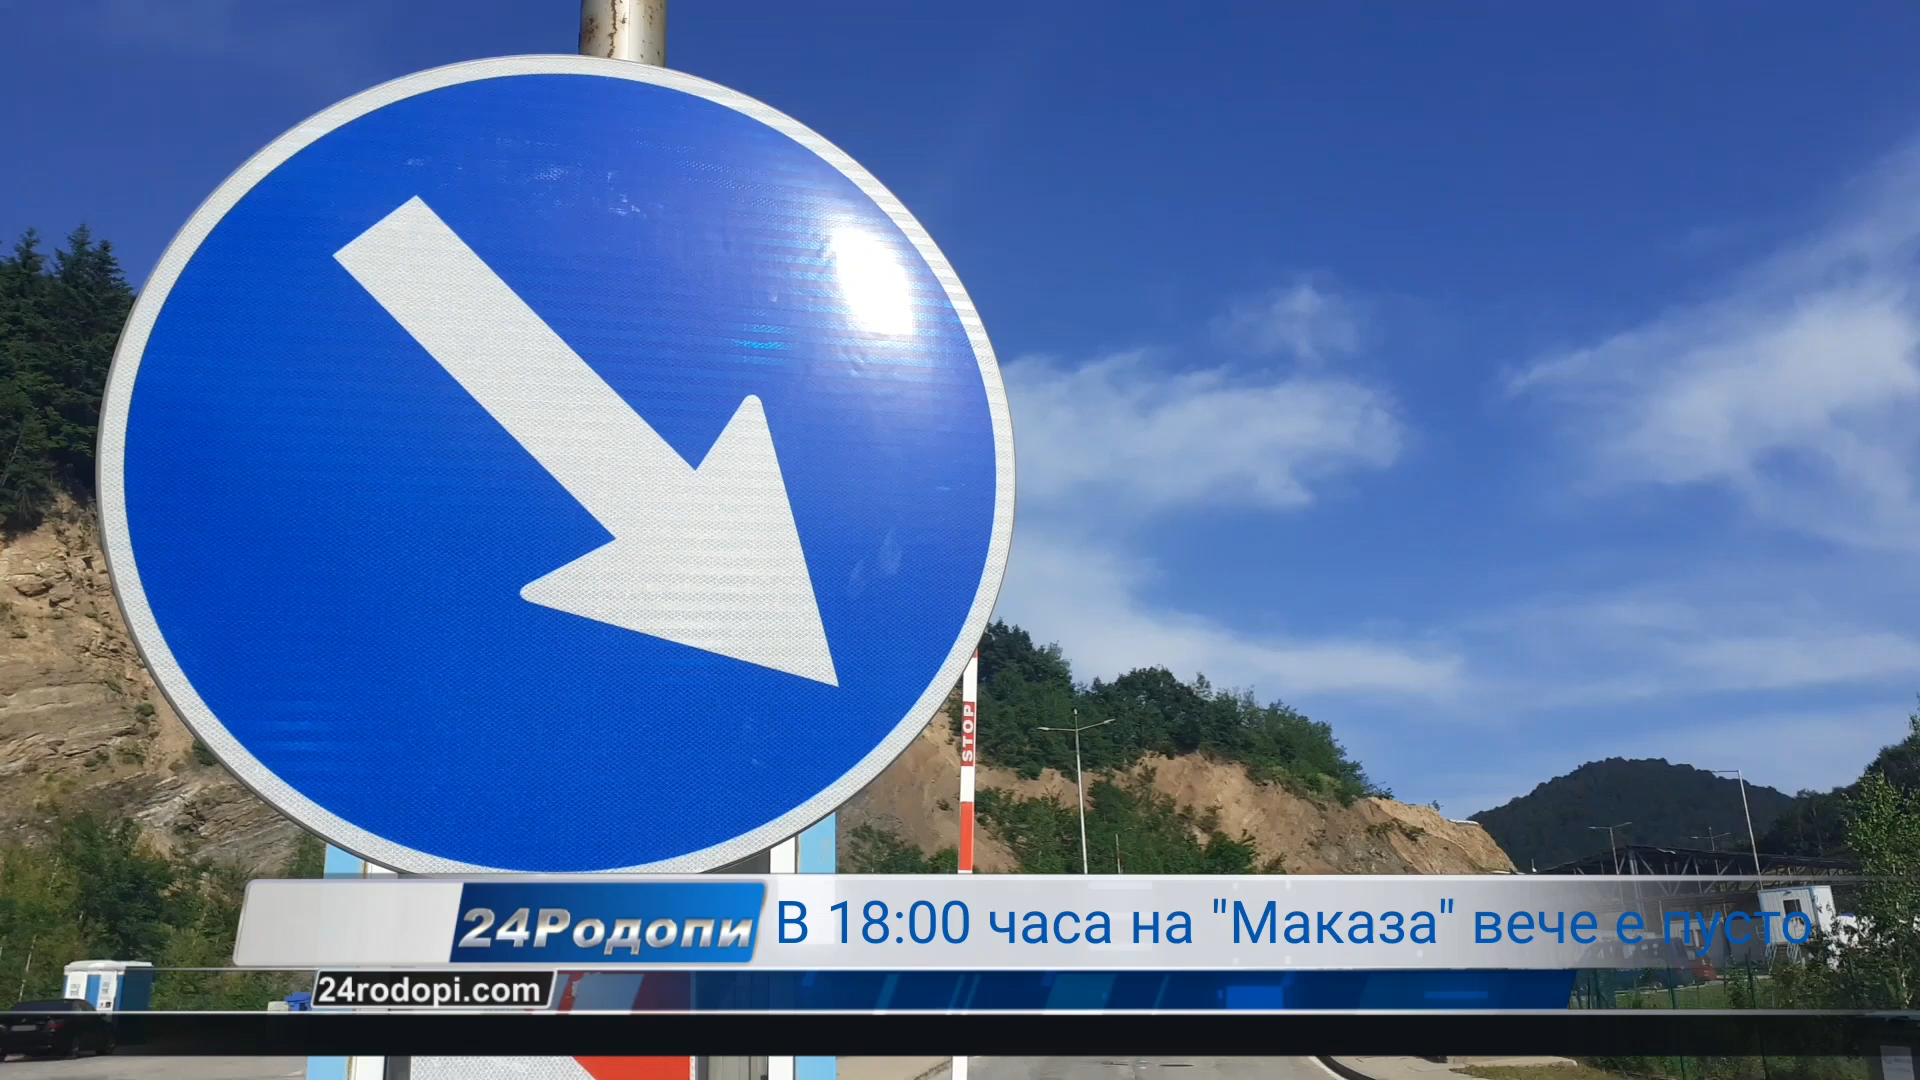 STOP
24Родопи
В 18:00 часа на "Маказа" вече е пусто
24rodopi.com